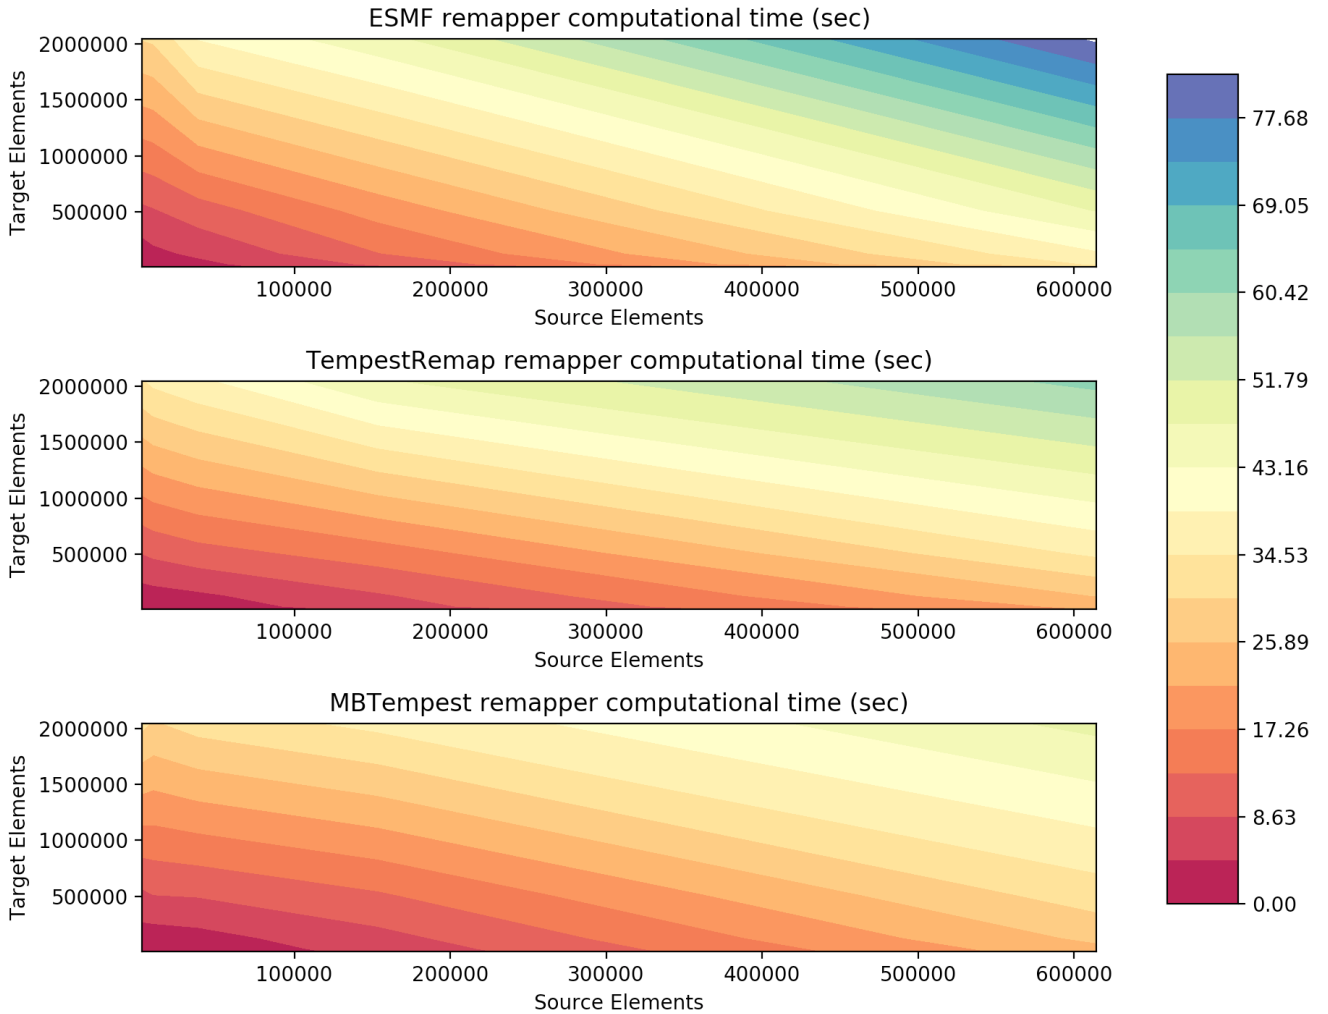 ESMF remapper computational time (sec)
Target Elements
2000000
1500000
1000000
500000
100000 200000 300000 400000 500000 600000
Source Elements
TempestRemap remapper computational time (sec)
Target Elements
2000000
1500000
1000000
500000
100000 200000 300000 400000 500000 600000
Source Elements
MBTempest remapper computational time (sec)
Target Elements
2000000
1500000
1000000
500000
100000 200000 300000 400000 500000 600000
Source Elements
77.68
69.05
60.42
51.79
43.16
34.53
25.89
17.26
8.63
0.00